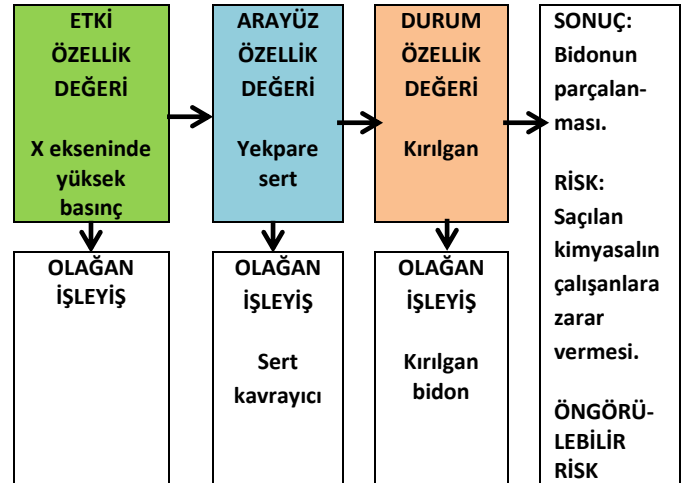 ETKİ
ÖZELLİK
DEĞERİ
X ekseninde
yüksek
basınç
ARAYÜZ
ÖZELLİK
DEĞERİ
Yekpare
sert
DURUM
ÖZELLİK
DEĞERİ
Kırılgan
SONUÇ:
Bidonun
parçalan-
ması.
RİSK:
Saçılan
kimyasalın
çalışanlara
zarar
vermesi.
ÖNGÖRÜ-
LEBİLİR
RİSK
OLAĞAN
İŞLEYİŞ
OLAĞAN
İŞLEYİŞ
Sert
kavrayıcı
OLAĞAN
İŞLEYİŞ
Kırılgan
bidon